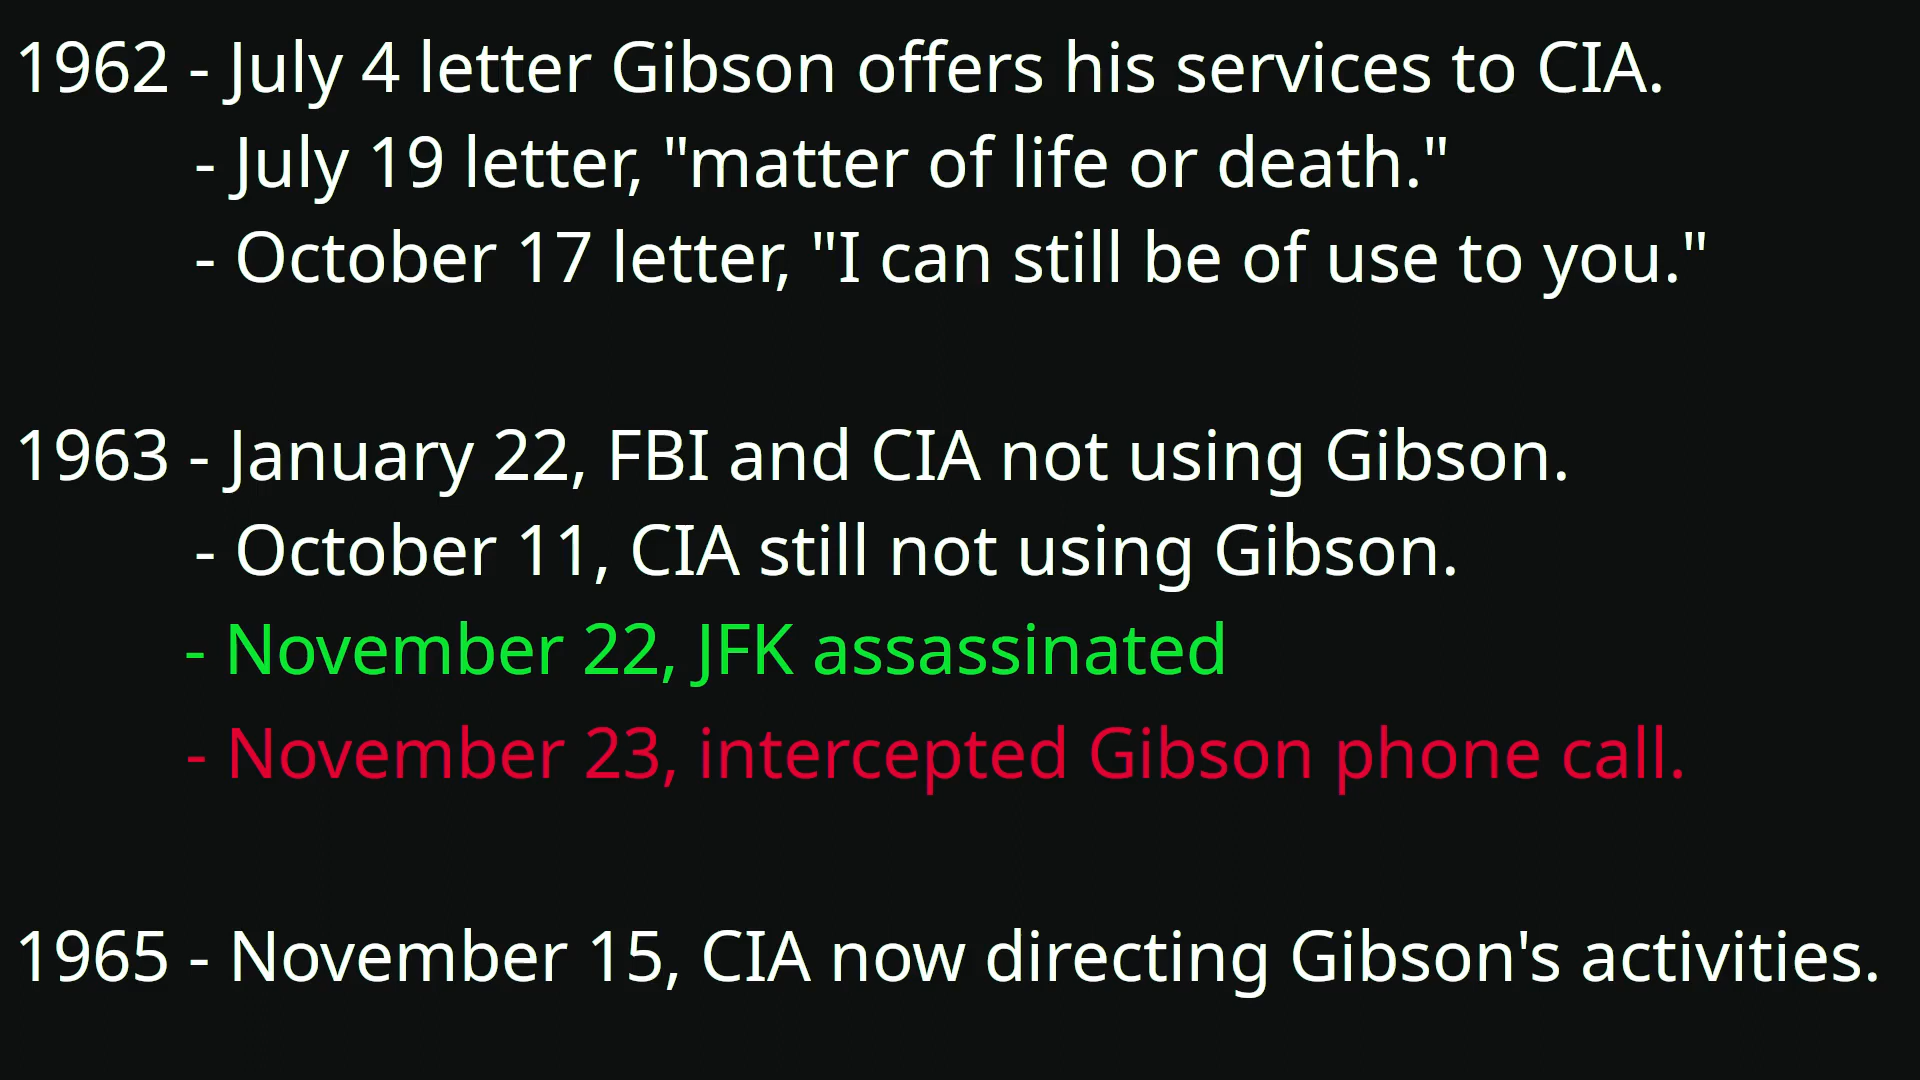 1962 - July 4 letter Gibson offers his services to CIA.
- July 19 letter, "matter of life or death."
- October 17 letter, "I can still be of use to you."
1963 - January 22, FBI and CIA not using Gibson.
- October 11, CIA still not using Gibson.
- November 22, JFK assassinated
- November 23, intercepted Gibson phone call.
1965 - November 15, CIA now directing Gibson's activities.